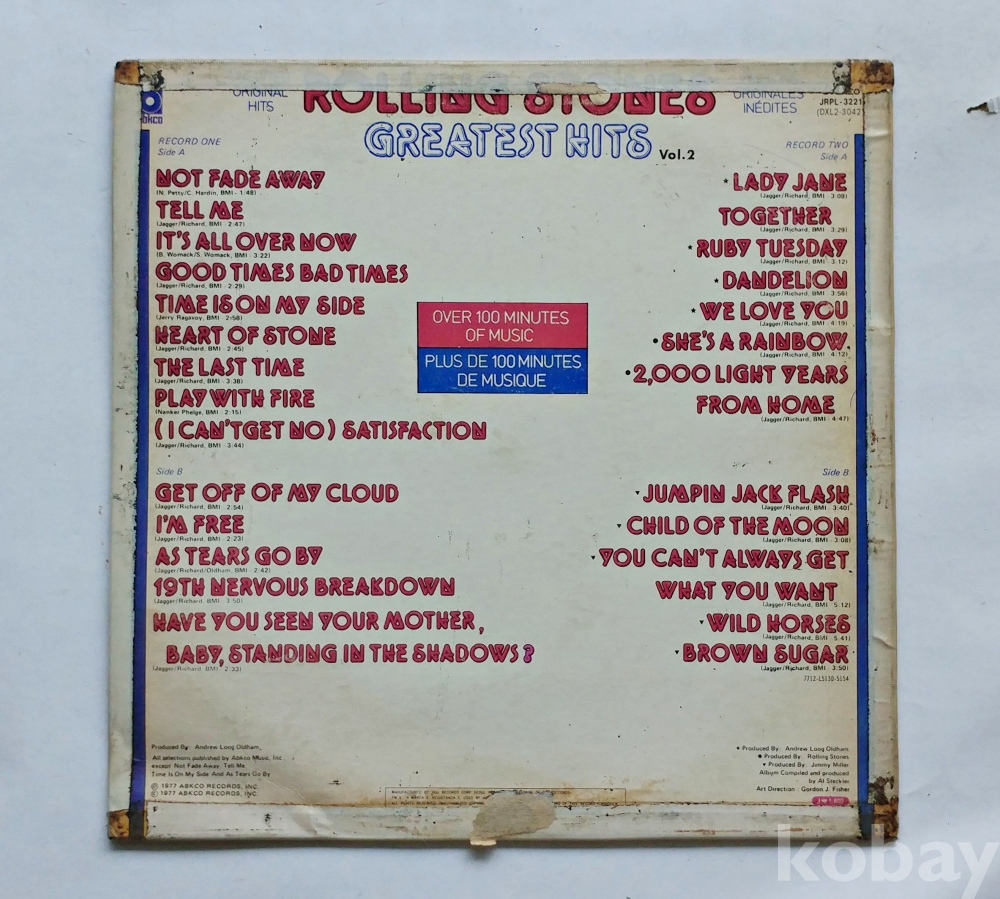 ORIGINAL
HITS
ROLLING STONES
ORIGINALES
INÉDITES
JRPL-3221
(DXL2-3042)
abkco
GREATEST HITS
Vol.2
RECORD ONE
Side A
NOT FADE AWAY
(N. Petty/C. Hardin, BMI - 1:48)
TELL ME
(Jagger/Richard, BMI - 2:47)
IT'S ALL OVER NOW
(B. Womack/S. Womack, BMI - 3:22)
GOOD TIMES BAD TIMES
(Jagger/Richard, BMI - 2:29)
TIME IS ON MY SIDE
(Jerry Ragavoy, BMI - 2:58)
HEART OF STONE
(Jagger/Richard, BMI - 2:45)
THE LAST TIME
(Jagger/Richard, BMI - 3:38)
PLAY WITH FIRE
(Nanker Phelge, BMI - 2:15)
(I CAN'T GET NO) SATISFACTION
(Jagger/Richard, BMI - 3:44)
Side B
GET OFF OF MY CLOUD
(Jagger/Richard, BMI - 2:54)
I'M FREE
(Jagger/Richard, BMI - 2:23)
AS TEARS GO BY
(Jagger/Richard/Oldham, BMI - 2:42)
19TH NERVOUS BREAKDOWN
(Jagger/Richard, BMI - 3:50)
HAVE YOU SEEN YOUR MOTHER,
BABY, STANDING IN THE SHADOWS?
(Jagger/Richard, BMI - 2:33)
OVER 100 MINUTES
OF MUSIC
PLUS DE 100 MINUTES
DE MUSIQUE
RECORD TWO
Side A
* LADY JANE
(Jagger/Richard, BMI - 3:08)
TOGETHER
(Jagger/Richard, BMI - 3:29)
* RUBY TUESDAY
(Jagger/Richard, BMI - 3:12)
* DANDELION
(Jagger/Richard, BMI - 3:56)
* WE LOVE YOU
(Jagger/Richard, BMI - 4:19)
• SHE'S A RAINBOW
(Jagger/Richard, BMI - 4:12)
• 2,000 LIGHT YEARS
FROM HOME
(Jagger/Richard, BMI - 4:47)
Side B
▾ JUMPIN JACK FLASH
(Jagger/Richard, BMI - 3:40)
▾ CHILD OF THE MOON
(Jagger/Richard, BMI - 3:08)
▾ YOU CAN'T ALWAYS GET
WHAT YOU WANT
(Jagger/Richard, BMI - 5:12)
▾ WILD HORSES
(Jagger/Richard, BMI - 5:41)
▾ BROWN SUGAR
(Jagger/Richard, BMI - 3:50)
7712-LS130-5154
Produced By: Andrew Loog Oldham,
All selections published by Abkco Music, Inc.
except Not Fade Away, Tell Me,
Time Is On My Side And As Tears Go By
Ⓟ 1977 ABKCO RECORDS, INC.
© 1977 ABKCO RECORDS, INC.
Produced By: Andrew Loog Oldham
Produced By: Rolling Stones
Produced By: Jimmy Miller
Album Compiled and produced
by Al Steckler
Art Direction: Gordon J. Fisher
kobay